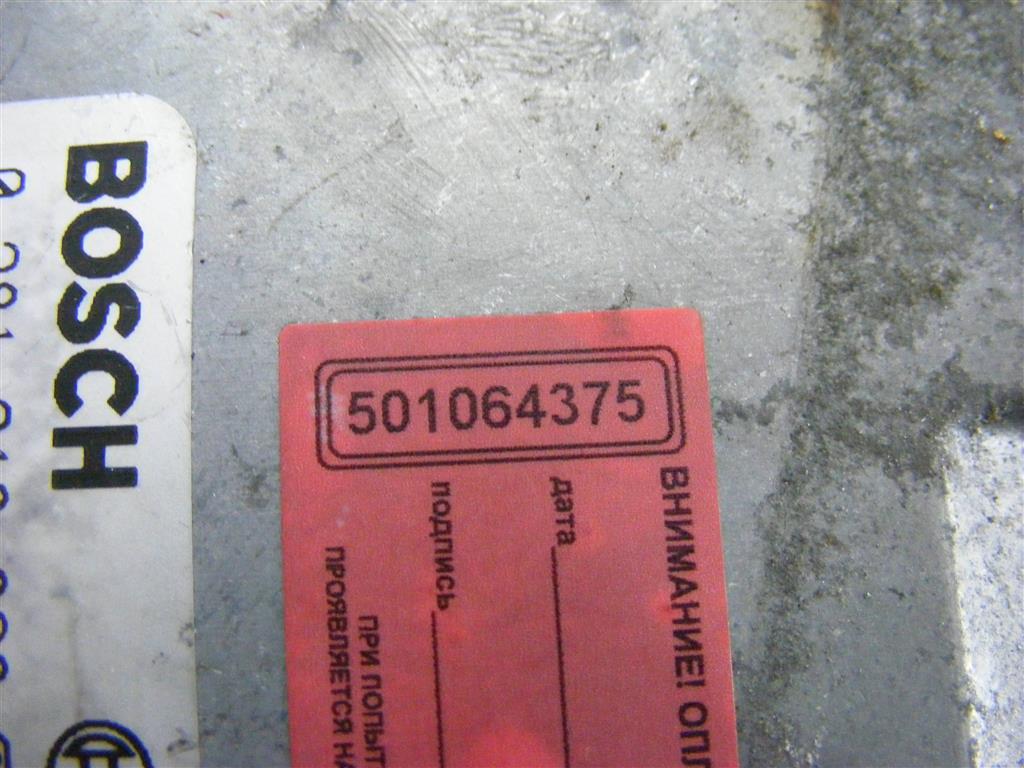 BOSCH
501064375
ВНИМАНИЕ!
дата
подпись
ПРИ
ПРОЯВЛЯЕТСЯ